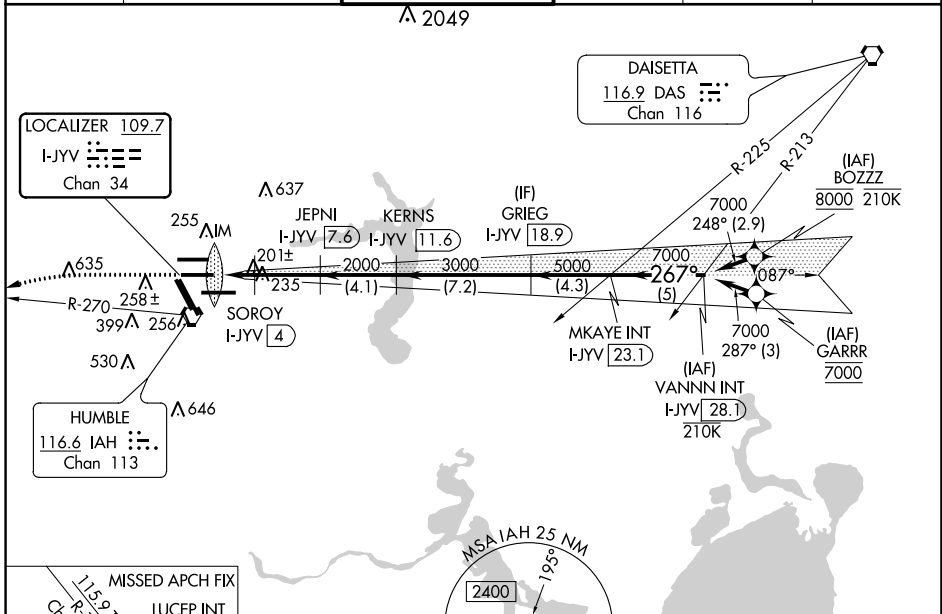 2049
DAISETTA
116.9 DAS
Chan 116
LOCALIZER 109.7
I-JYV
Chan 34
R-225
R-213
(IAF)
BOZZZ
8000 210K
7000
248° (2.9)
637
255
IM
JEPNI
I-JYV 7.6
KERNS
I-JYV 11.6
(IF)
GRIEG
I-JYV 18.9
635
201±
235
2000
(4.1)
3000
(7.2)
5000
(4.3)
7000
267°
(5)
087°
R-270
258±
399
256
SOROY
I-JYV 4
MKAYE INT
I-JYV 23.1
7000
287° (3)
(IAF)
GARRR
7000
(IAF)
VANNN INT
I-JYV 28.1
210K
530
646
HUMBLE
116.6 IAH
Chan 113
MSA IAH 25 NM
195°
2400
MISSED APCH FIX
115.9